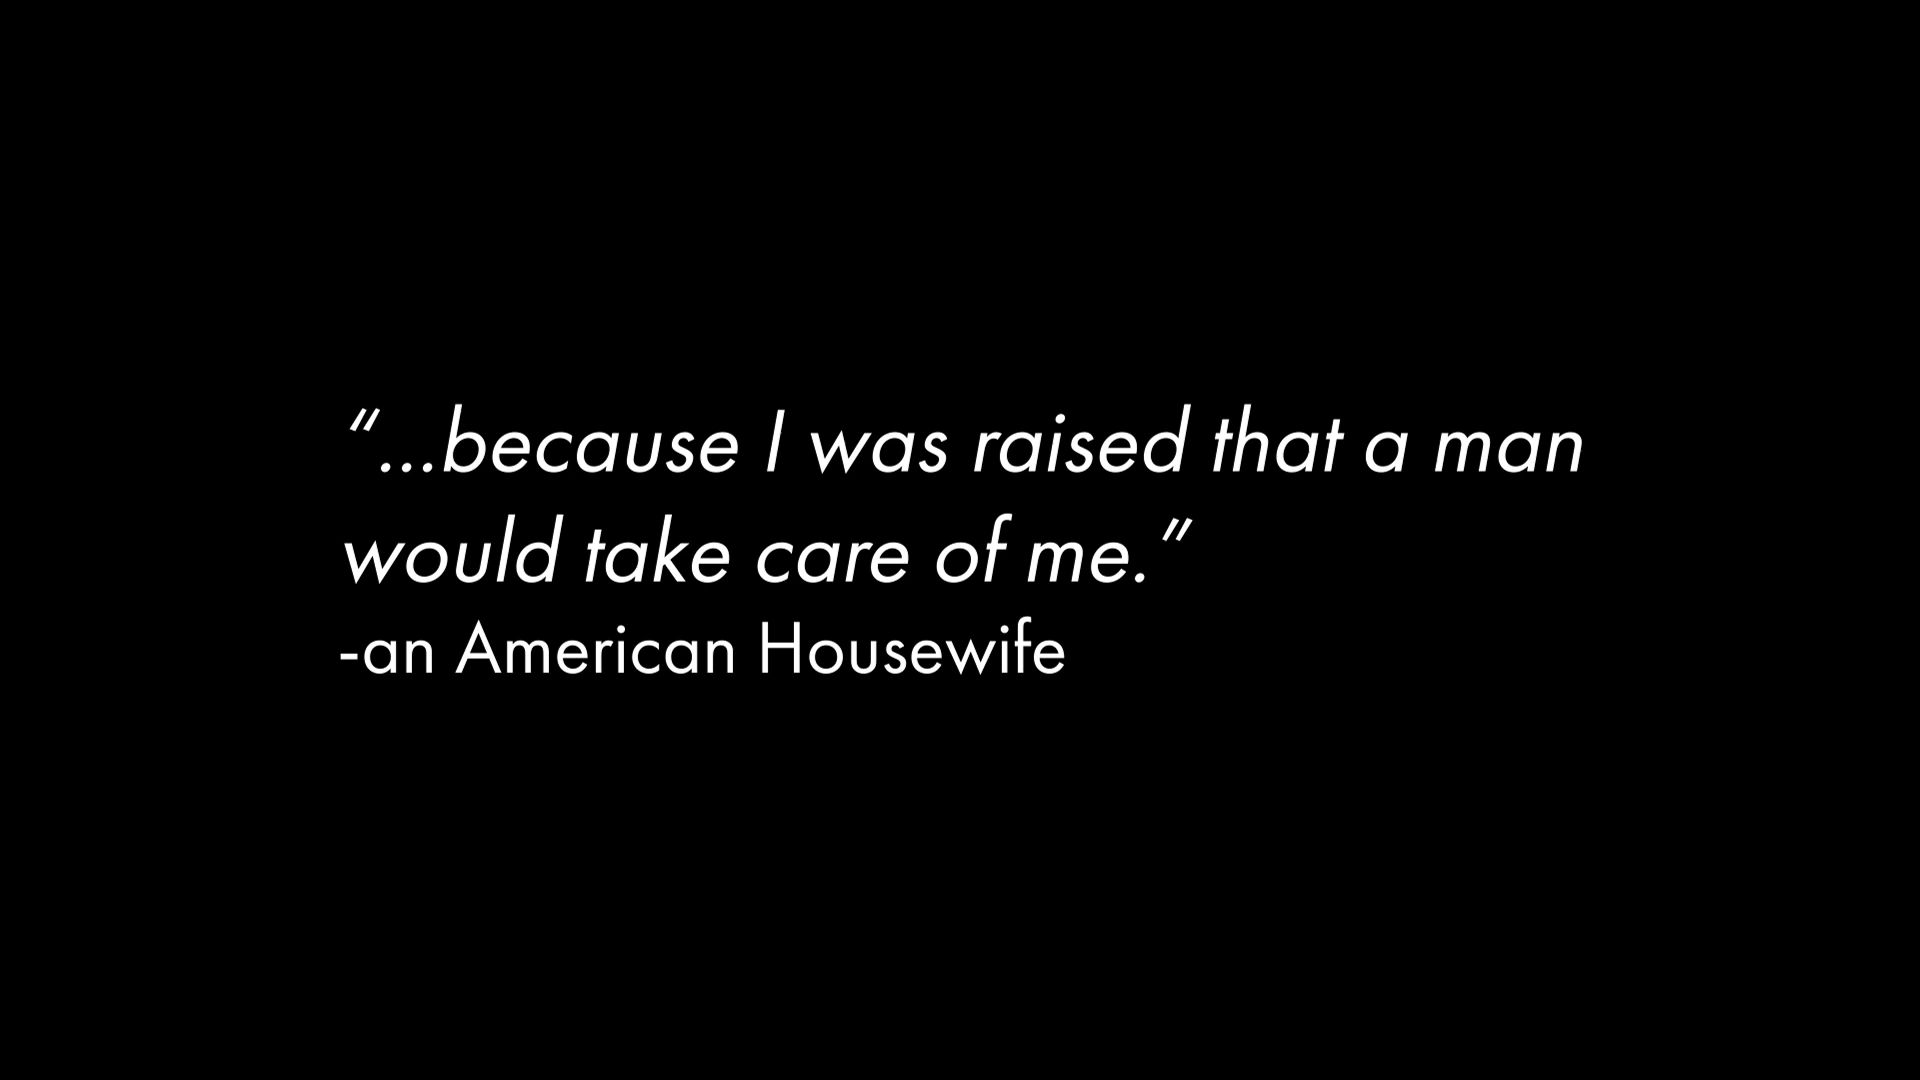 “...because I was raised that a man
would take care of me.”
-an American Housewife